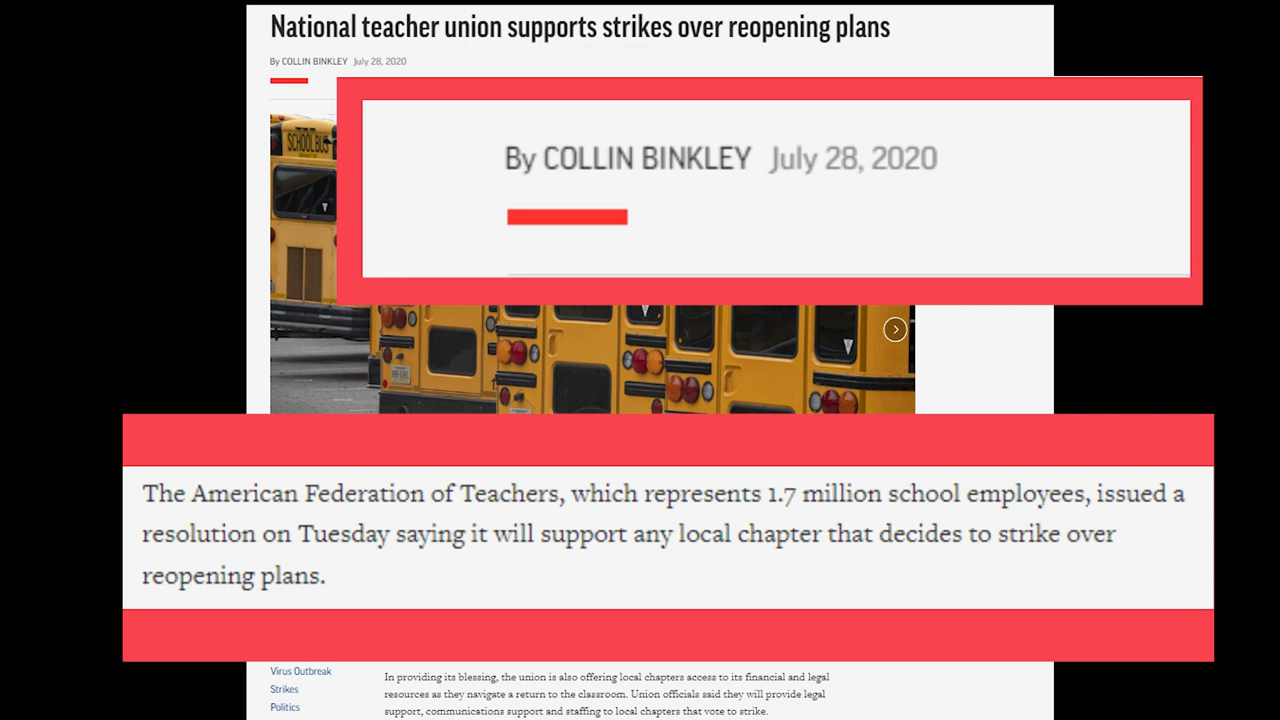 National teacher union supports strikes over reopening plans
By COLLIN BINKLEY July 28, 2020
By COLLIN BINKLEY July 28, 2020
SCHOOL BUS
The American Federation of Teachers, which represents 1.7 million school employees, issued a
resolution on Tuesday saying it will support any local chapter that decides to strike over
reopening plans.
Virus Outbreak
Strikes
Politics
In providing its blessing, the union is also offering local chapters access to its financial and legal
resources as they navigate a return to the classroom. Union officials said they will provide legal
support, communications support and staffing to local chapters that vote to strike.